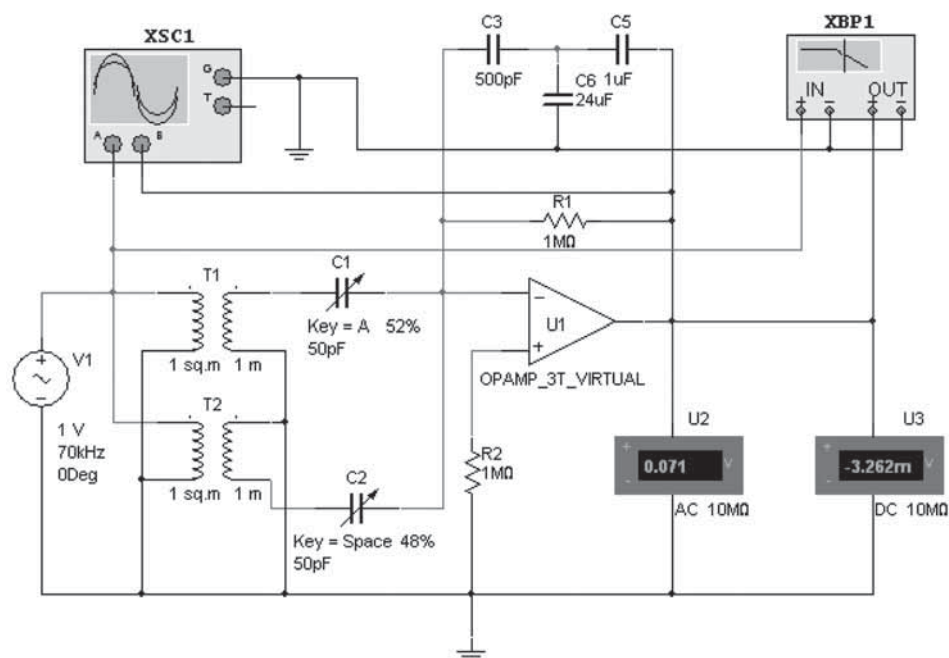 XSC1
G
T
A
B
C3
500pF
C5
1uF
C6
24uF
XBP1
IN
OUT
R1
1MΩ
T1
1 sq.m 1 m
C1
Key = A 52%
50pF
V1
1 V
70kHz
0Deg
T2
1 sq.m 1 m
C2
Key = Space 48%
50pF
U1
OPAMP_3T_VIRTUAL
R2
1MΩ
U2
0.071 V
AC 10MΩ
U3
-3.262m V
DC 10MΩ